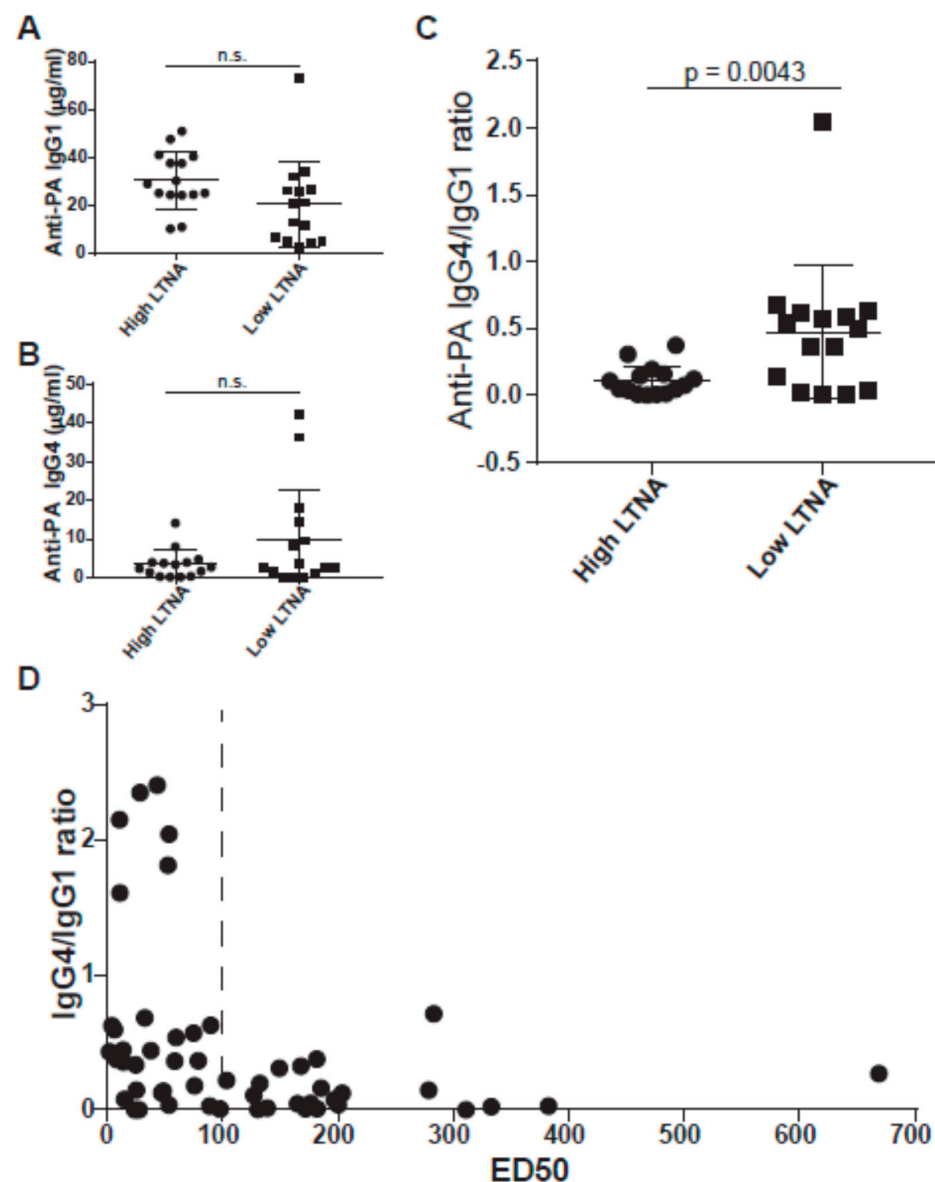 A
Anti-PA IgG1 (µg/ml)
80
60
40
20
0
n.s.
High LTNA
Low LTNA
B
Anti-PA IgG4 (µg/ml)
50
40
30
20
10
0
n.s.
High LTNA
Low LTNA
C
Anti-PA IgG4/IgG1 ratio
2.5
2.0
1.5
1.0
0.5
0.0
-0.5
p = 0.0043
High LTNA
Low LTNA
D
IgG4/IgG1 ratio
3
2
1
0
0 100 200 300 400 500 600 700
ED50